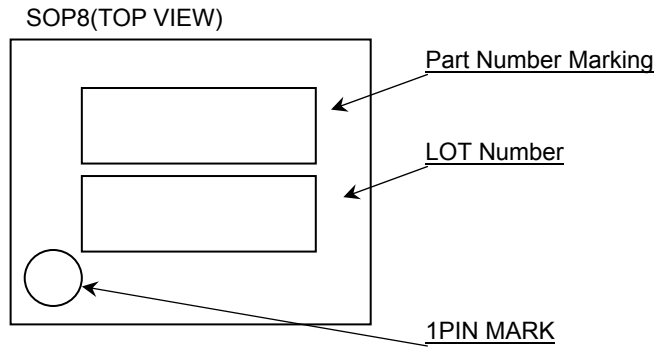 SOP8(TOP VIEW)
Part Number Marking
LOT Number
1PIN MARK